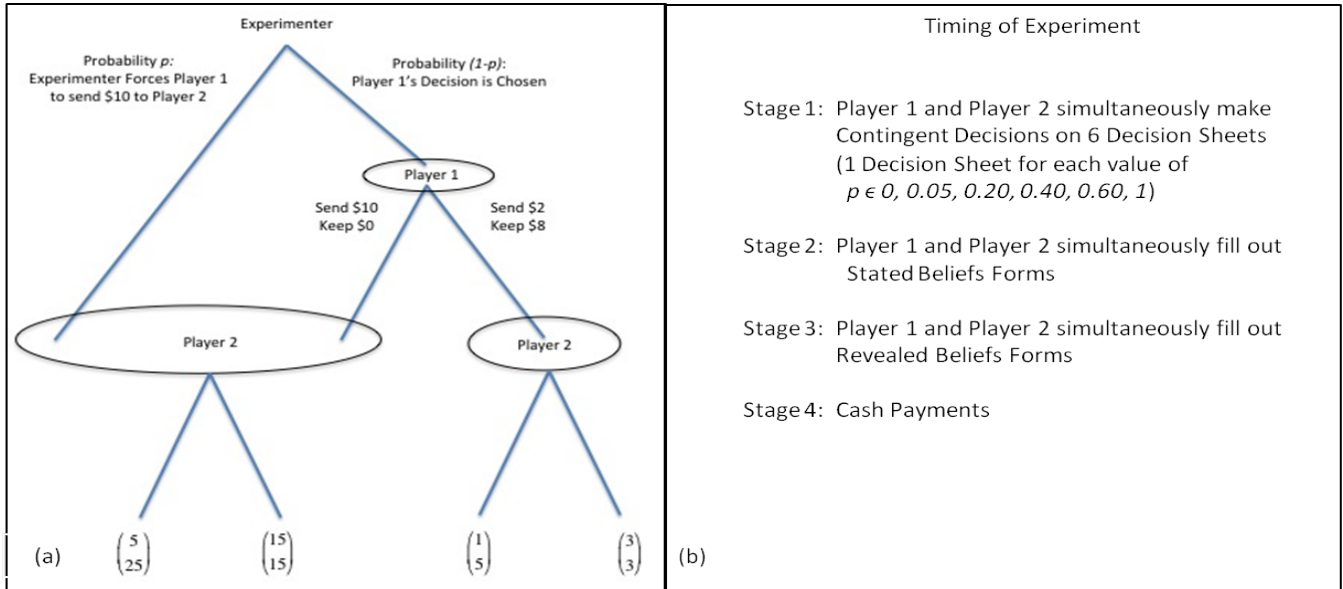 Experimenter
Probability p:
Experimenter Forces Player 1
to send $10 to Player 2
Probability (1-p):
Player 1's Decision is Chosen
Player 1
Send $10
Keep $0
Send $2
Keep $8
Player 2
Player 2
(a)
5
25
15
15
1
5
3
3
Timing of Experiment
Stage 1: Player 1 and Player 2 simultaneously make
Contingent Decisions on 6 Decision Sheets
(1 Decision Sheet for each value of
p ϵ 0, 0.05, 0.20, 0.40, 0.60, 1)
Stage 2: Player 1 and Player 2 simultaneously fill out
Stated Beliefs Forms
Stage 3: Player 1 and Player 2 simultaneously fill out
Revealed Beliefs Forms
Stage 4: Cash Payments
(b)